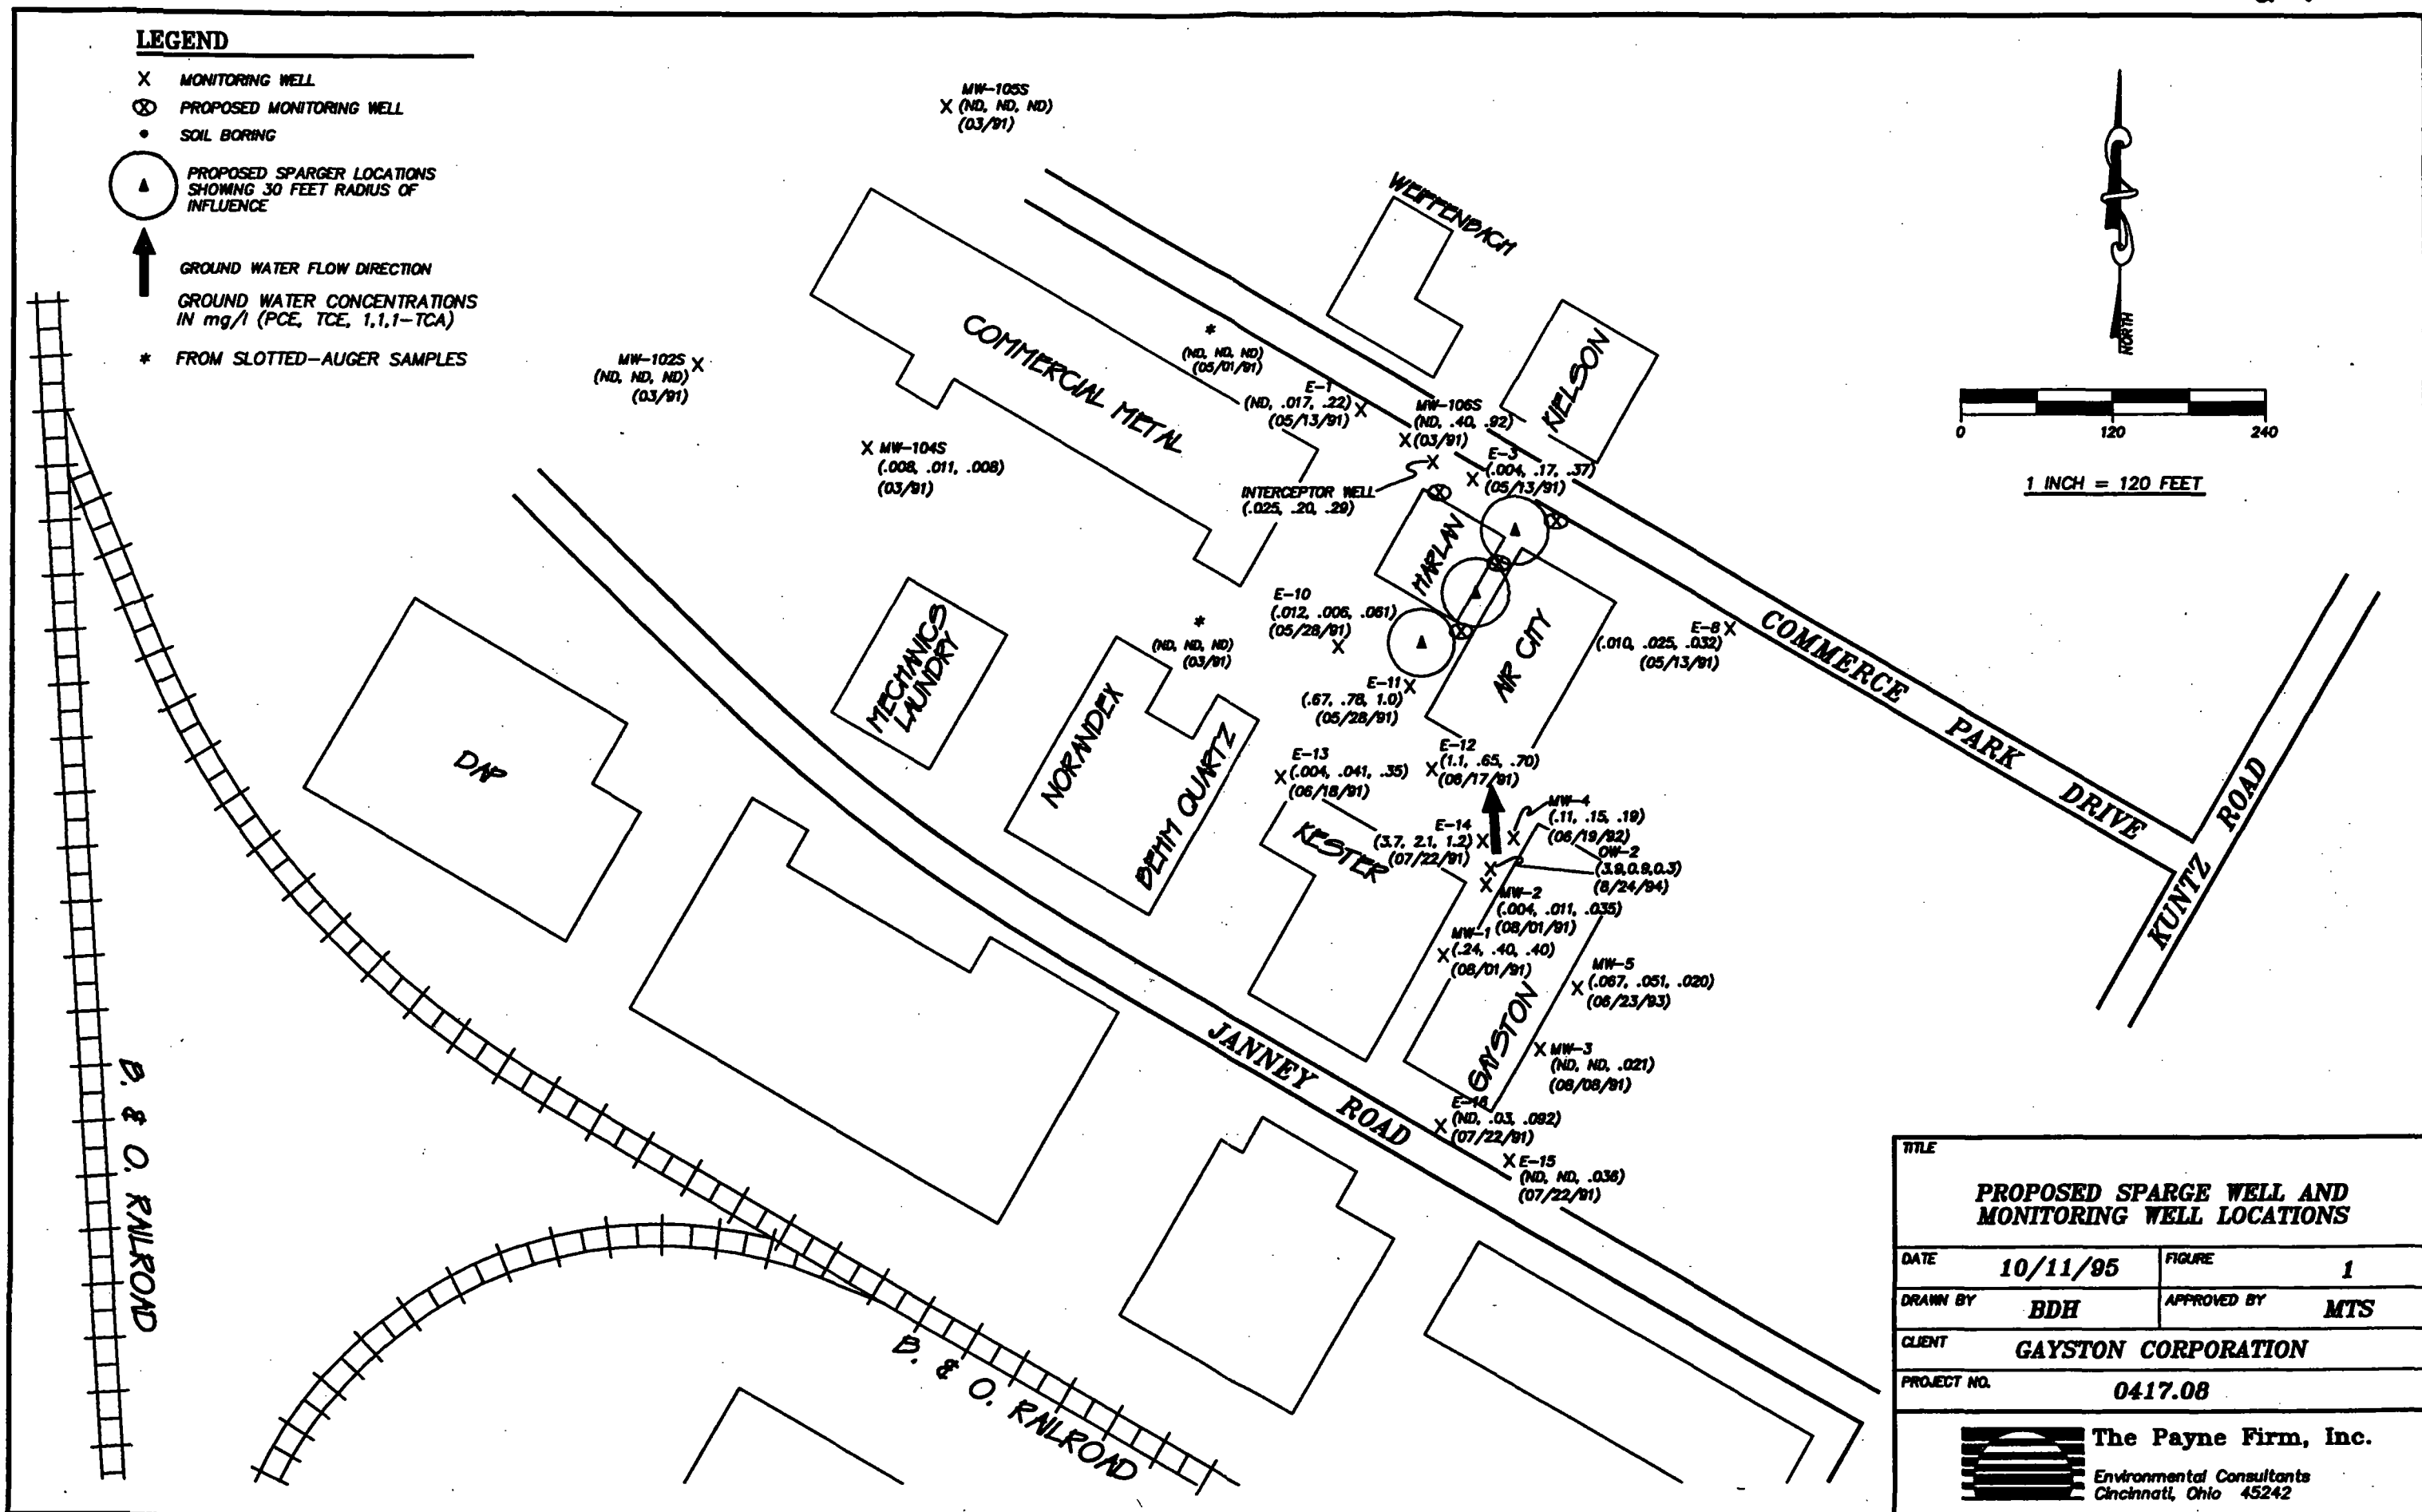 LEGEND
X MONITORING WELL
PROPOSED MONITORING WELL
SOIL BORING
PROPOSED SPARGER LOCATIONS
SHOWING 30 FEET RADIUS OF
INFLUENCE
GROUND WATER FLOW DIRECTION
GROUND WATER CONCENTRATIONS
IN mg/l (PCE, TCE, 1,1,1-TCA)
* FROM SLOTTED-AUGER SAMPLES
MW-105S
X (ND, ND, ND)
(03/91)
MW-102S X
(ND, ND, ND)
(03/91)
X MW-104S
(.008, .011, .008)
(03/91)
COMMERCIAL METAL
*
(ND, ND, ND)
(05/01/91)
WEIFFENBACH
KIELSON
E-1
(ND, .017, .22) X
(05/13/91)
MW-106S
(ND, .40, .92)
X (03/91)
E-3
(.004, .17, .37)
X (05/13/91)
INTERCEPTOR WELL
(.025, .20, .29)
HARLAN
AIR CITY
E-10
(.012, .006, .061)
(05/28/91) X
*
(ND, ND, ND)
(03/91)
E-8 X
(.010, .025, .032)
(05/13/91)
E-11 X
(.67, .78, 1.0)
(05/28/91)
E-12
X (1.1, .65, .70)
(06/17/91)
E-13
X (.004, .041, .35)
(06/18/91)
MW-4
(.11, .15, .19)
X (06/19/92)
E-14
(3.7, 2.1, 1.2) X
(07/22/91)
OW-2
(3.9,0.9,0.3)
(8/24/94)
X MW-2
(.004, .011, .035)
(08/01/91)
MW-1
X (.24, .40, .40)
(08/01/91)
MW-5
X (.067, .051, .020)
(06/23/93)
X MW-3
(ND, ND, .021)
(08/08/91)
E-16
(ND, .03, .092)
X (07/22/91)
X E-15
(ND, ND, .036)
(07/22/91)
MECHANICS
LAUNDRY
NORANDEX
BEHM QUARTZ
DAP
KESTER
GAYSTON
COMMERCE PARK DRIVE
KUNTZ ROAD
JANNEY ROAD
B. & O. RAILROAD
B. & O. RAILROAD
NORTH
0 120 240
1 INCH = 120 FEET
TITLE
PROPOSED SPARGE WELL AND
MONITORING WELL LOCATIONS
DATE 10/11/95 FIGURE 1
DRAWN BY BDH APPROVED BY MTS
CLIENT GAYSTON CORPORATION
PROJECT NO. 0417.08
The Payne Firm, Inc.
Environmental Consultants
Cincinnati, Ohio 45242